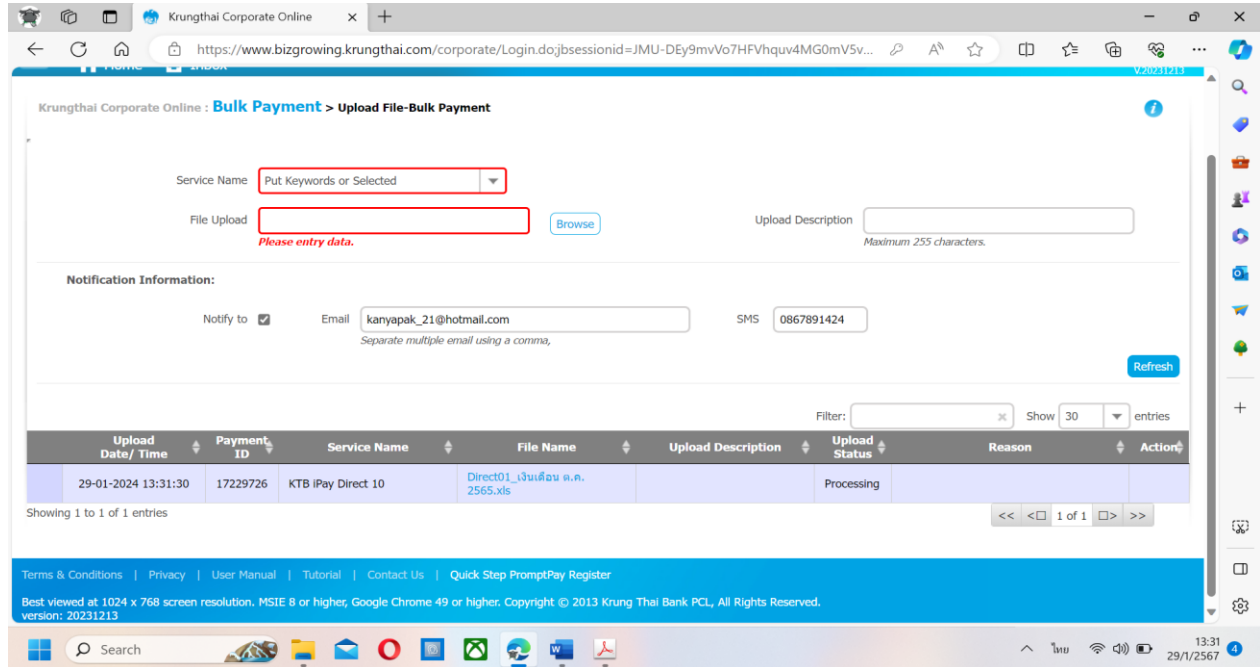 Krungthai Corporate Online
https://www.bizgrowing.krungthai.com/corporate/Login.do;jbsessionid=JMU-DEy9mvVo7HFVhquv4MG0mV5v...
Home Inbox
V.20231213
Krungthai Corporate Online : Bulk Payment > Upload File-Bulk Payment
Service Name Put Keywords or Selected
File Upload Browse Upload Description
Please entry data. Maximum 255 characters.
Notification Information:
Notify to Email kanyapak_21@hotmail.com SMS 0867891424
Separate multiple email using a comma,
Refresh
Filter: Show 30 entries
Upload Date/ Time Payment ID Service Name File Name Upload Description Upload Status Reason Action
29-01-2024 13:31:30 17229726 KTB iPay Direct 10 Direct01_เงินเดือน ต.ค. 2565.xls Processing
Showing 1 to 1 of 1 entries << < 1 of 1 > >>
Terms & Conditions | Privacy | User Manual | Tutorial | Contact Us | Quick Step PromptPay Register
Best viewed at 1024 x 768 screen resolution. MSIE 8 or higher, Google Chrome 49 or higher. Copyright © 2013 Krung Thai Bank PCL, All Rights Reserved.
version: 20231213
Search ไทย 13:31
29/1/2567 4